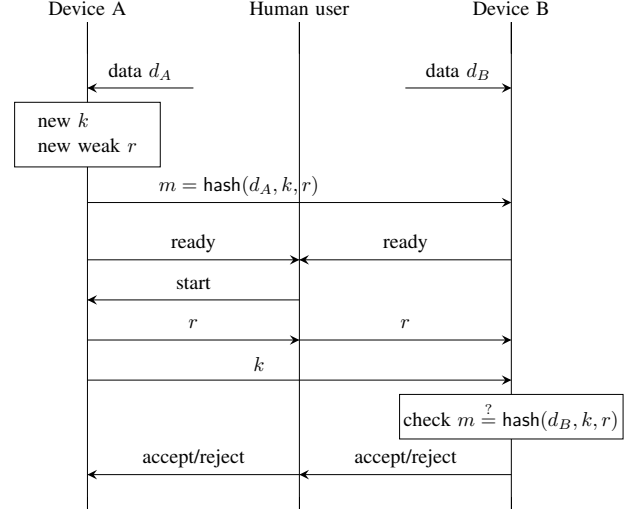 Device A Human user Device B
data d_A data d_B
new k
new weak r
m = hash(d_A, k, r)
ready ready
start
r r
k
check m ≟ hash(d_B, k, r)
accept/reject accept/reject